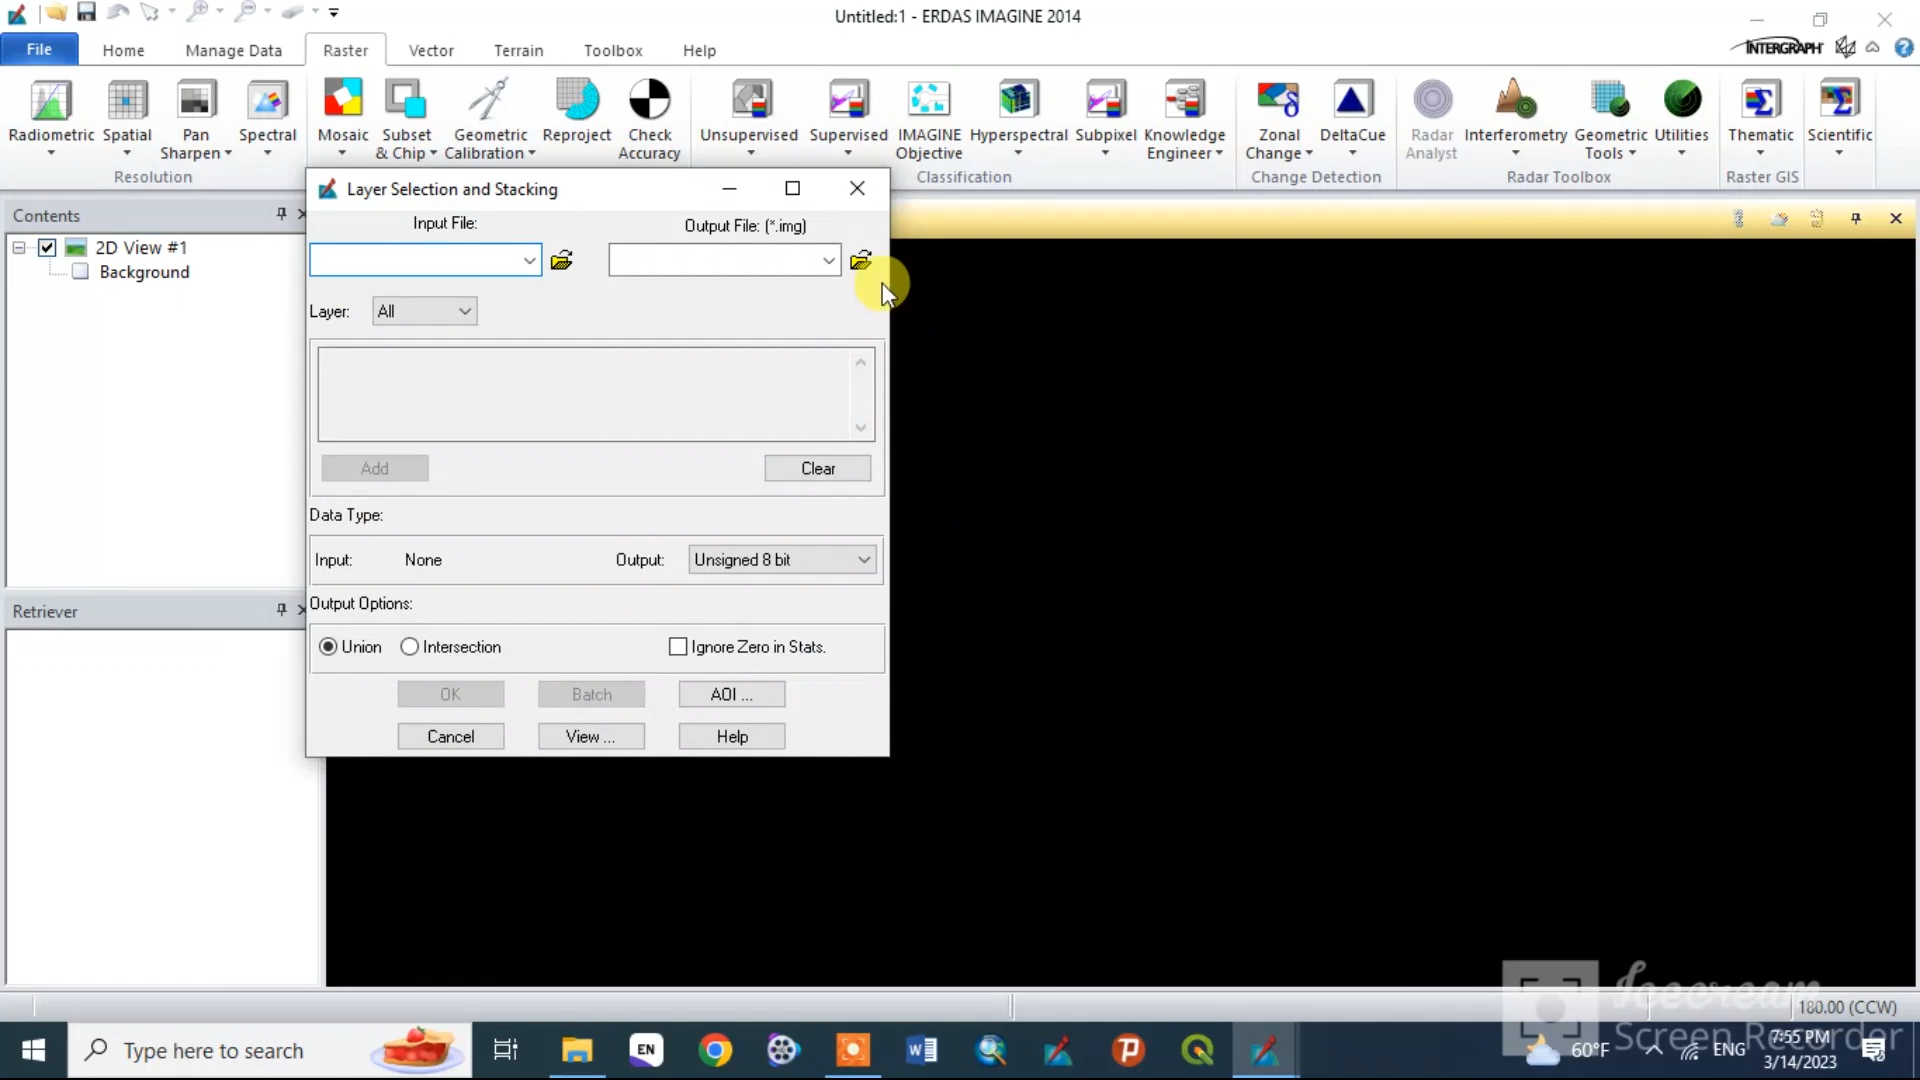 Untitled:1 - ERDAS IMAGINE 2014
File Home Manage Data Raster Vector Terrain Toolbox Help
INTERGRAPH
Radiometric Spatial Pan Sharpen Spectral
Resolution
Mosaic Subset & Chip Geometric Calibration Reproject Check Accuracy
Unsupervised Supervised IMAGINE Objective Hyperspectral Subpixel Knowledge Engineer
Classification
Zonal Change DeltaCue
Change Detection
Radar Analyst Interferometry Geometric Tools Utilities
Radar Toolbox
Thematic Scientific
Raster GIS
Contents
2D View #1
Background
Retriever
Layer Selection and Stacking
Input File: Output File: (*.img)
Layer: All
Add Clear
Data Type:
Input: None Output: Unsigned 8 bit
Output Options:
Union Intersection Ignore Zero in Stats.
OK Batch AOI ...
Cancel View ... Help
180.00 (CCW)
Icecream
Screen Recorder
Type here to search
EN
60°F
ENG
7:55 PM
3/14/2023